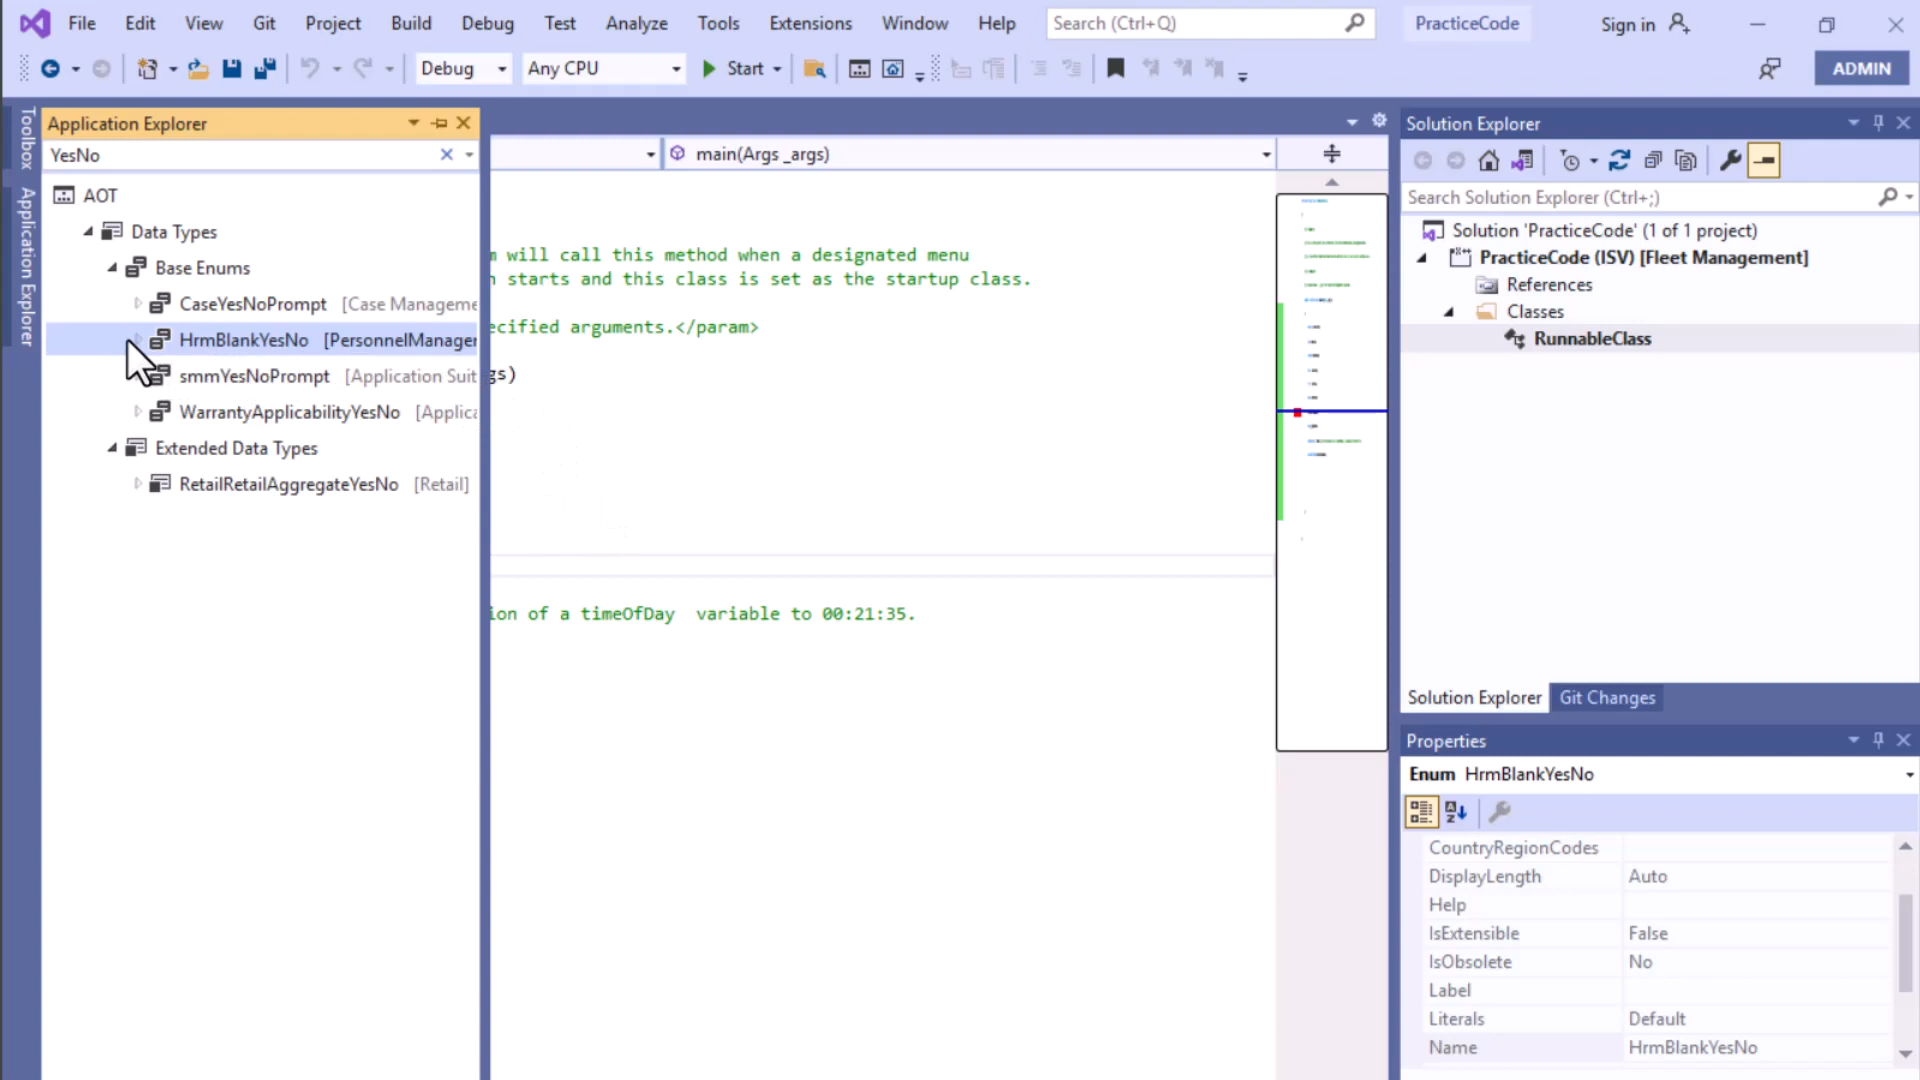 File Edit View Git Project Build Debug Test Analyze Tools Extensions Window Help Search (Ctrl+Q) PracticeCode Sign in
Debug Any CPU Start ADMIN
Toolbox
Application Explorer
Application Explorer
YesNo
AOT
Data Types
Base Enums
CaseYesNoPrompt [Case Manageme
HrmBlankYesNo [PersonnelManager
smmYesNoPrompt [Application Suit
WarrantyApplicabilityYesNo [Applica
Extended Data Types
RetailRetailAggregateYesNo [Retail]
main(Args _args)
will call this method when a designated menu
n starts and this class is set as the startup class.
ecified arguments.</param>
gs)
ion of a timeOfDay  variable to 00:21:35.
Solution Explorer
Search Solution Explorer (Ctrl+;)
Solution 'PracticeCode' (1 of 1 project)
PracticeCode (ISV) [Fleet Management]
References
Classes
RunnableClass
Solution Explorer Git Changes
Properties
Enum HrmBlankYesNo
CountryRegionCodes
DisplayLength Auto
Help
IsExtensible False
IsObsolete No
Label
Literals Default
Name HrmBlankYesNo